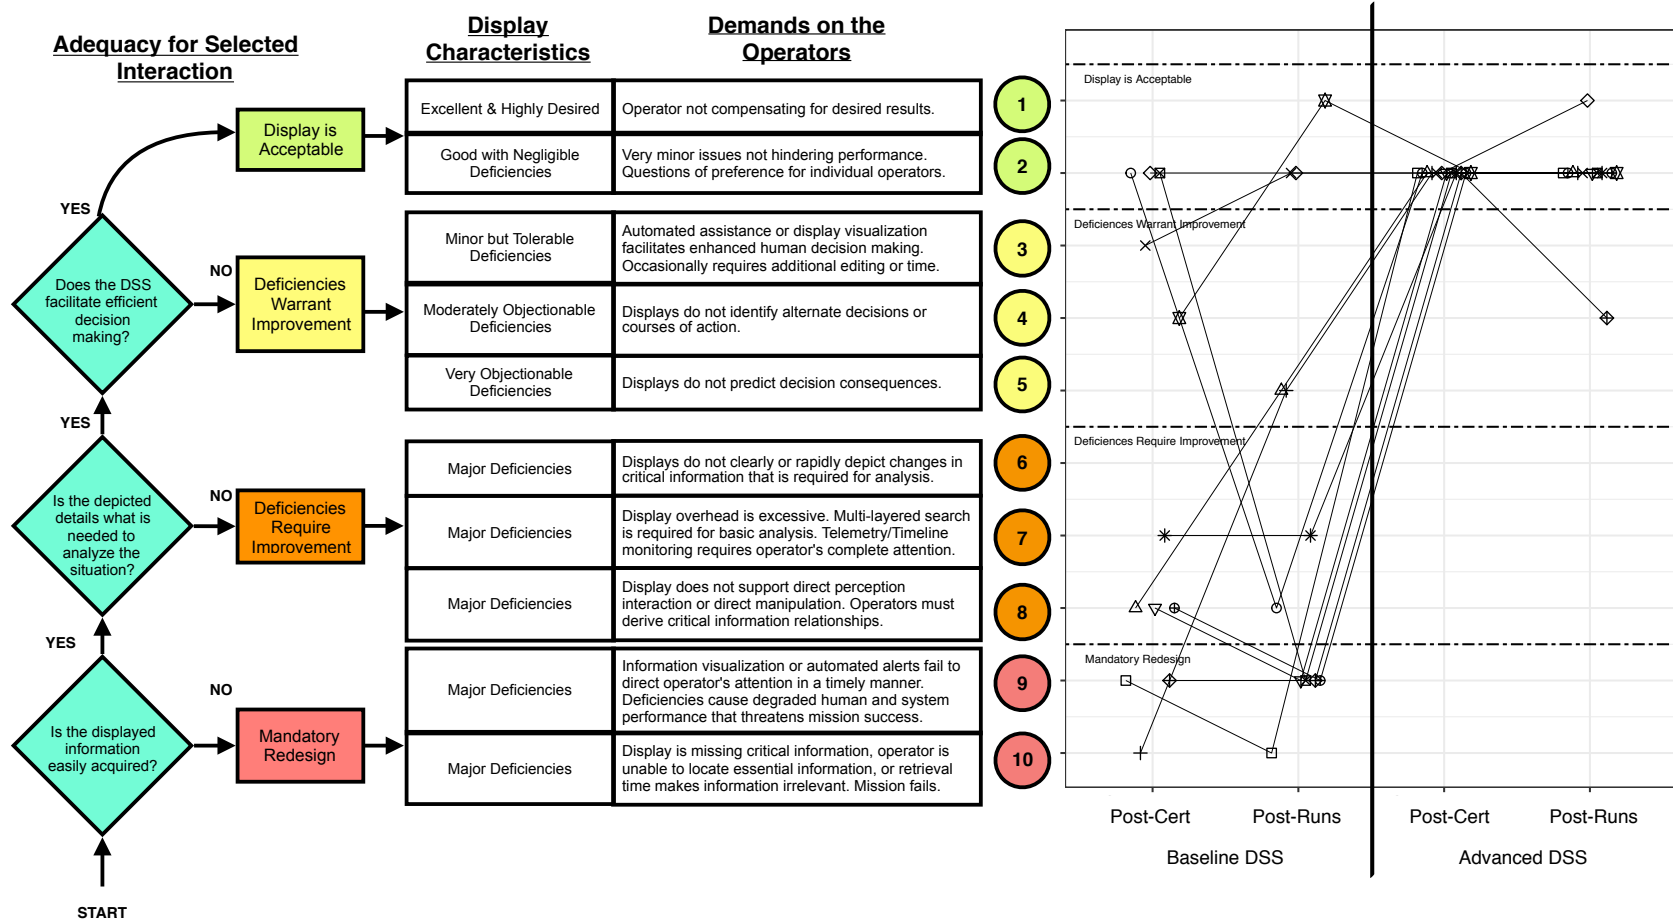 Adequacy for Selected
Interaction
Display
Characteristics
Demands on the
Operators
Display is
Acceptable
Excellent & Highly Desired
Operator not compensating for desired results.
1
Good with Negligible
Deficiencies
Very minor issues not hindering performance.
Questions of preference for individual operators.
2
YES
Does the DSS
facilitate efficient
decision
making?
NO
Deficiencies
Warrant
Improvement
Minor but Tolerable
Deficiencies
Automated assistance or display visualization
facilitates enhanced human decision making.
Occasionally requires additional editing or time.
3
Moderately Objectionable
Deficiencies
Displays do not identify alternate decisions or
courses of action.
4
Very Objectionable
Deficiencies
Displays do not predict decision consequences.
5
YES
Is the depicted
details what is
needed to
analyze the
situation?
NO
Deficiencies
Require
Improvement
Major Deficiencies
Displays do not clearly or rapidly depict changes in
critical information that is required for analysis.
6
Major Deficiencies
Display overhead is excessive. Multi-layered search
is required for basic analysis. Telemetry/Timeline
monitoring requires operator's complete attention.
7
Major Deficiencies
Display does not support direct perception
interaction or direct manipulation. Operators must
derive critical information relationships.
8
YES
Is the displayed
information
easily acquired?
NO
Mandatory
Redesign
Major Deficiencies
Information visualization or automated alerts fail to
direct operator's attention in a timely manner.
Deficiencies cause degraded human and system
performance that threatens mission success.
9
Major Deficiencies
Display is missing critical information, operator is
unable to locate essential information, or retrieval
time makes information irrelevant. Mission fails.
10
START
Display is Acceptable
Deficiences Warrant Improvement
Deficiences Require Improvement
Mandatory Redesign
Post-Cert
Post-Runs
Post-Cert
Post-Runs
Baseline DSS
Advanced DSS